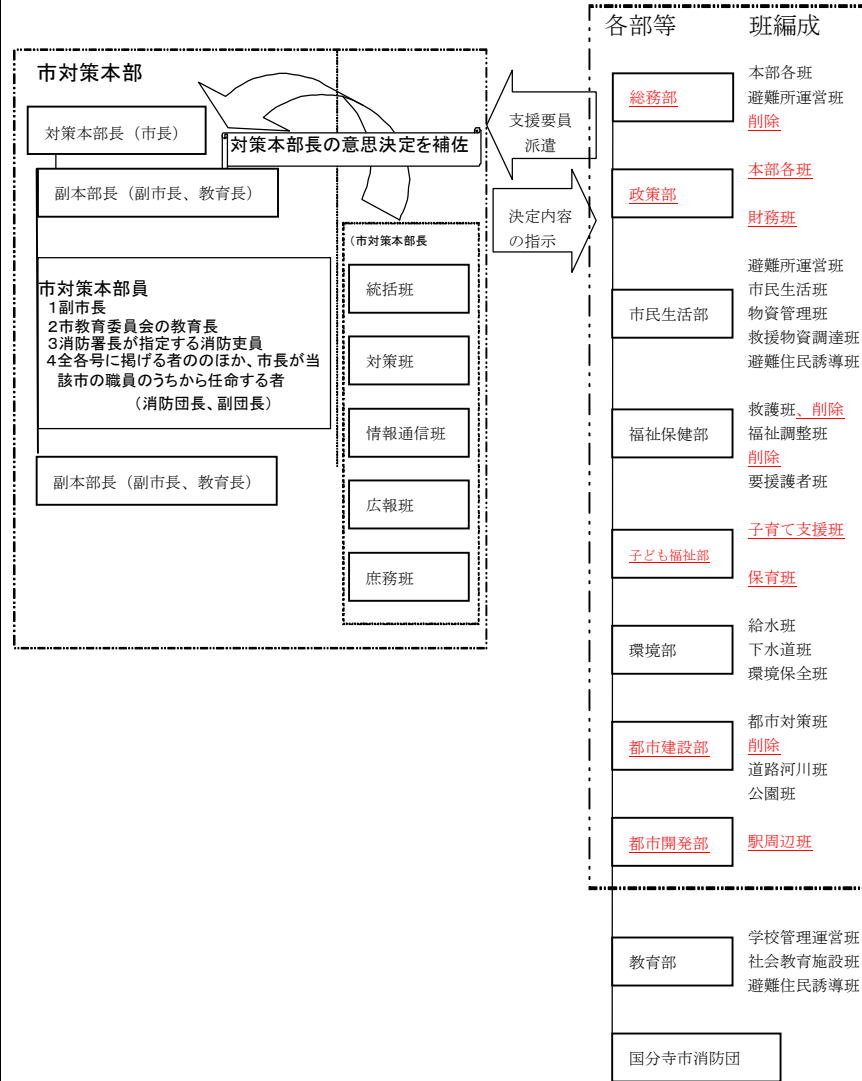 市対策本部
対策本部長（市長）
対策本部長の意思決定を補佐
副本部長（副市長、教育長）
市対策本部員
1副市長
2市教育委員会の教育長
3消防署長が指定する消防吏員
4全各号に掲げる者ののほか、市長が当
該市の職員のうちから任命する者
（消防団長、副団長）
副本部長（副市長、教育長）
（市対策本部長
統括班
対策班
情報通信班
広報班
庶務班
支援要員
派遣
決定内容
の指示
各部等 班編成
総務部
本部各班
避難所運営班
削除
政策部
本部各班
財務班
市民生活部
避難所運営班
市民生活班
物資管理班
救援物資調達班
避難住民誘導班
福祉保健部
救護班、削除
福祉調整班
削除
要援護者班
子ども福祉部
子育て支援班
保育班
環境部
給水班
下水道班
環境保全班
都市建設部
都市対策班
削除
道路河川班
公園班
都市開発部
駅周辺班
教育部
学校管理運営班
社会教育施設班
避難住民誘導班
国分寺市消防団